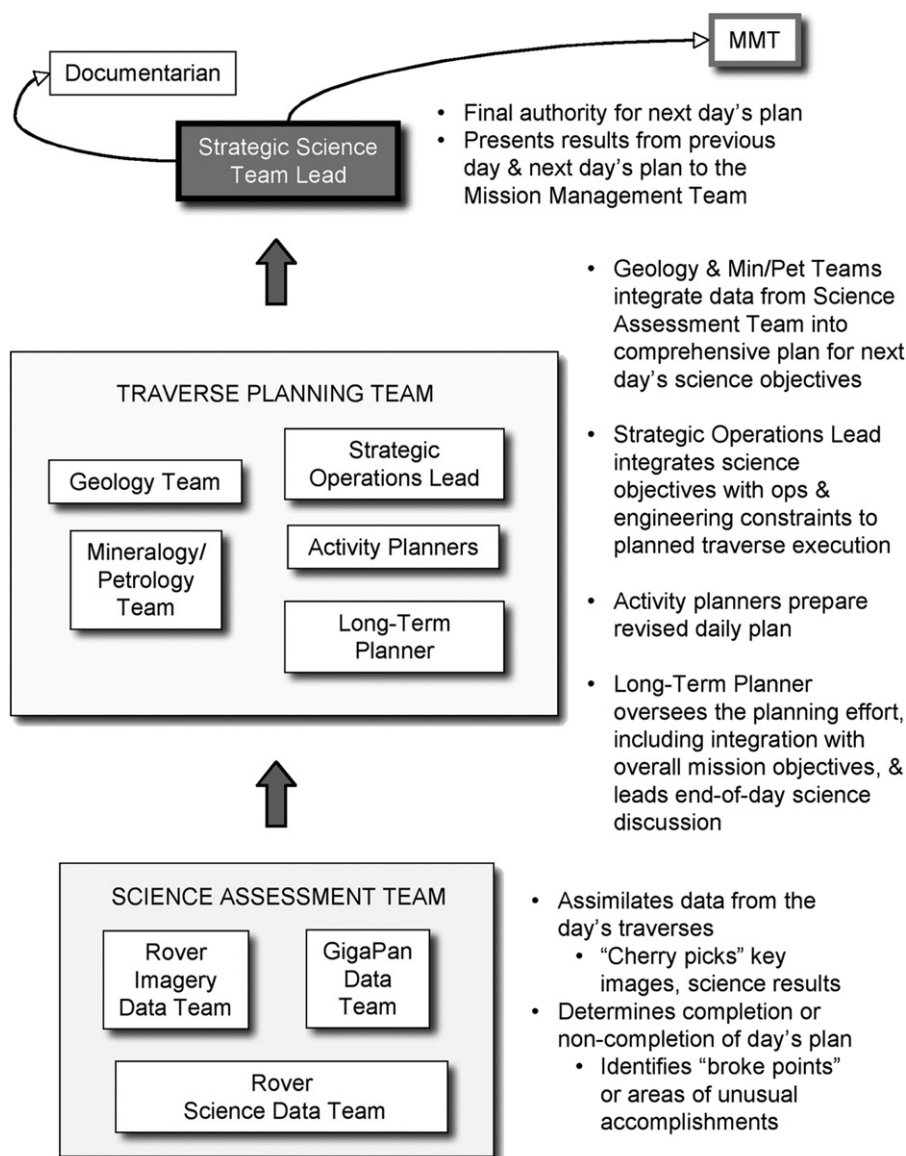 MMT
Documentarian
Strategic Science
Team Lead
• Final authority for next day's plan
• Presents results from previous
day & next day's plan to the
Mission Management Team
TRAVERSE PLANNING TEAM
Geology Team
Mineralogy/
Petrology
Team
Strategic
Operations Lead
Activity Planners
Long-Term
Planner
• Geology & Min/Pet Teams
integrate data from Science
Assessment Team into
comprehensive plan for next
day's science objectives
• Strategic Operations Lead
integrates science
objectives with ops &
engineering constraints to
planned traverse execution
• Activity planners prepare
revised daily plan
• Long-Term Planner
oversees the planning effort,
including integration with
overall mission objectives, &
leads end-of-day science
discussion
SCIENCE ASSESSMENT TEAM
Rover
Imagery
Data Team
GigaPan
Data
Team
Rover
Science Data Team
• Assimilates data from the
day's traverses
• “Cherry picks” key
images, science results
• Determines completion or
non-completion of day's plan
• Identifies “broke points”
or areas of unusual
accomplishments